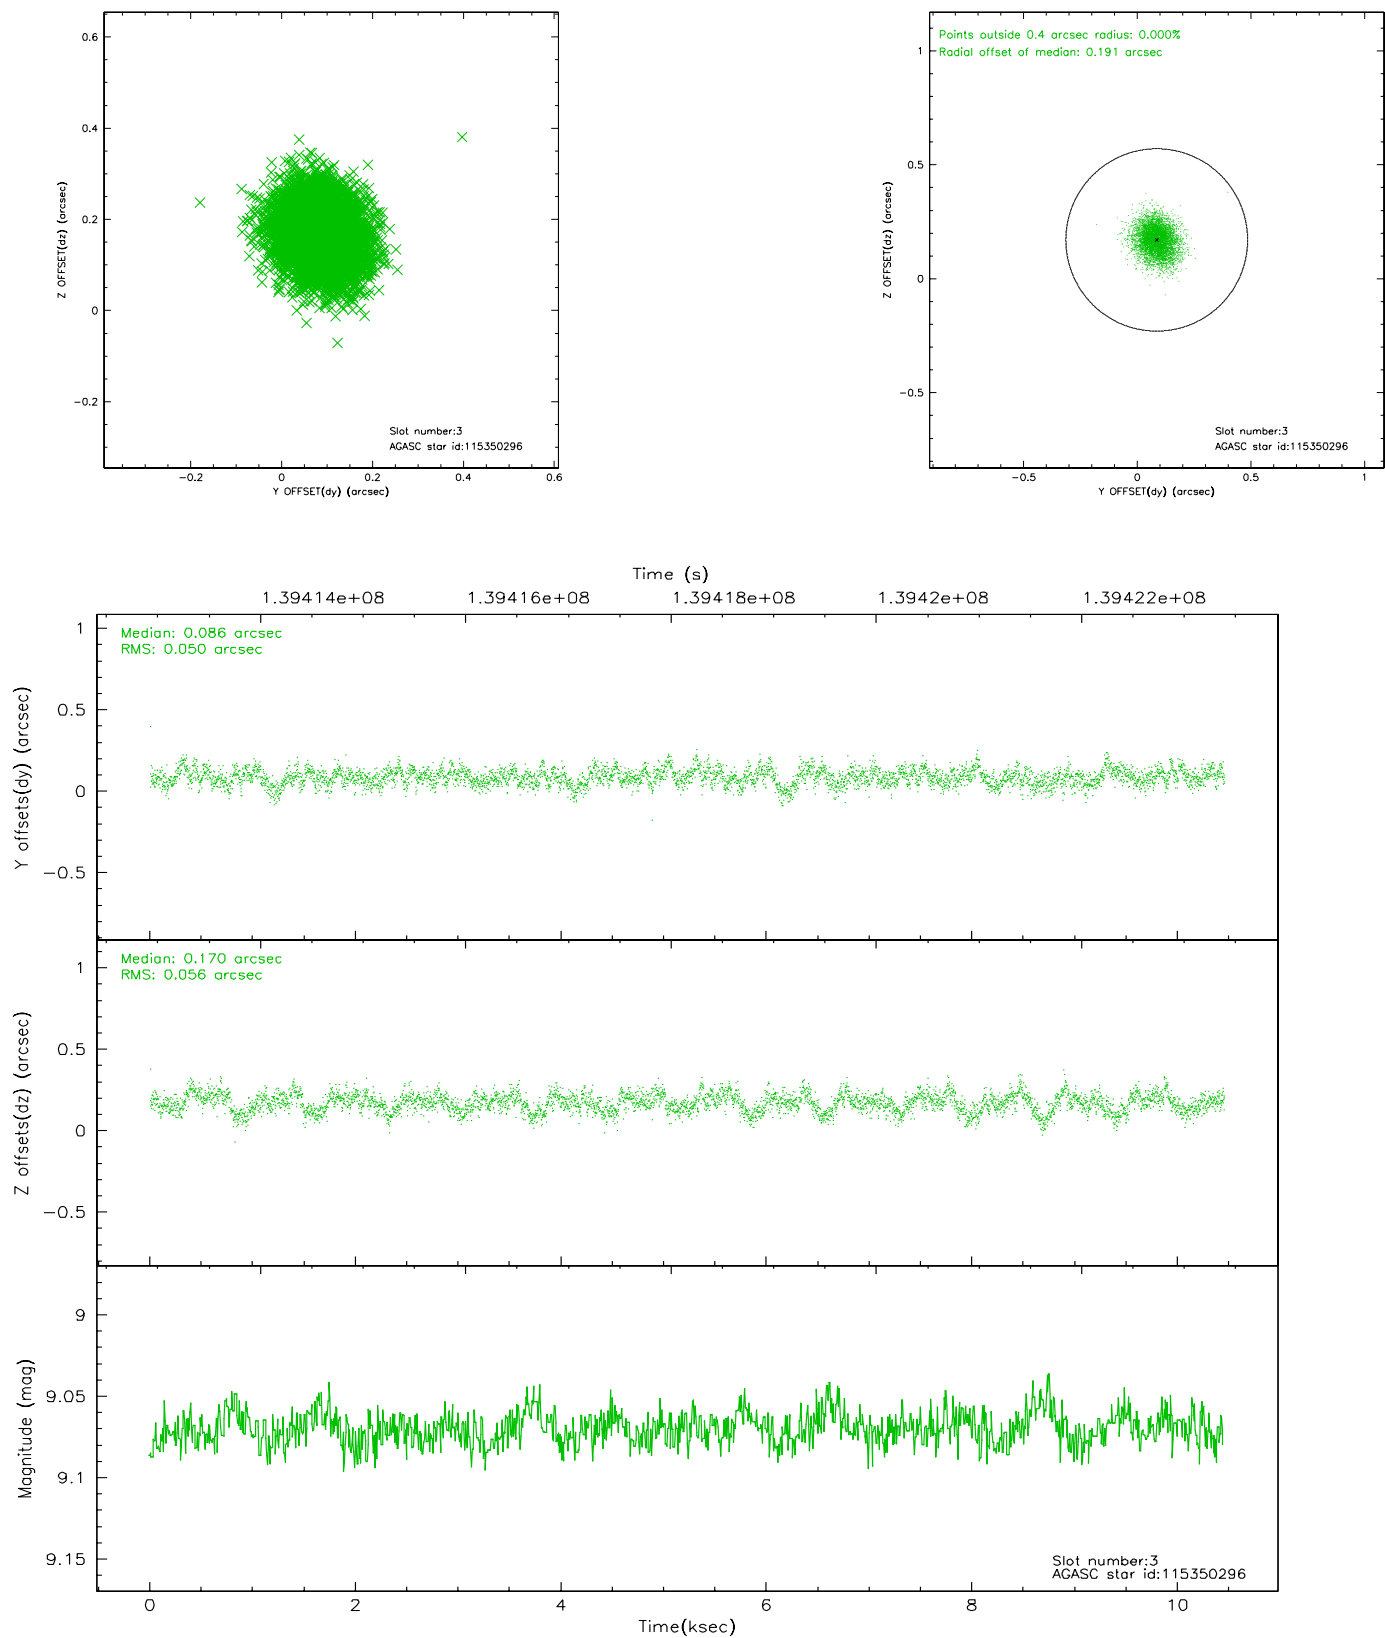 0.6
0.4
0.2
0
-0.2
Z OFFSET(dz) (arcsec)
-0.2 0 0.2 0.4 0.6
Y OFFSET(dy) (arcsec)
Slot number:3
AGASC star id:115350296
Points outside 0.4 arcsec radius: 0.000%
Radial offset of median: 0.191 arcsec
1
0.5
0
-0.5
Z OFFSET(dz) (arcsec)
-0.5 0 0.5 1
Y OFFSET(dy) (arcsec)
Slot number:3
AGASC star id:115350296
Time (s)
1.39414e+08 1.39416e+08 1.39418e+08 1.3942e+08 1.39422e+08
Median: 0.086 arcsec
RMS: 0.050 arcsec
1
0.5
0
-0.5
Y offsets(dy) (arcsec)
Median: 0.170 arcsec
RMS: 0.056 arcsec
1
0.5
0
-0.5
Z offsets(dz) (arcsec)
9
9.05
9.1
9.15
Magnitude (mag)
Slot number:3
AGASC star id:115350296
0 2 4 6 8 10
Time(ksec)